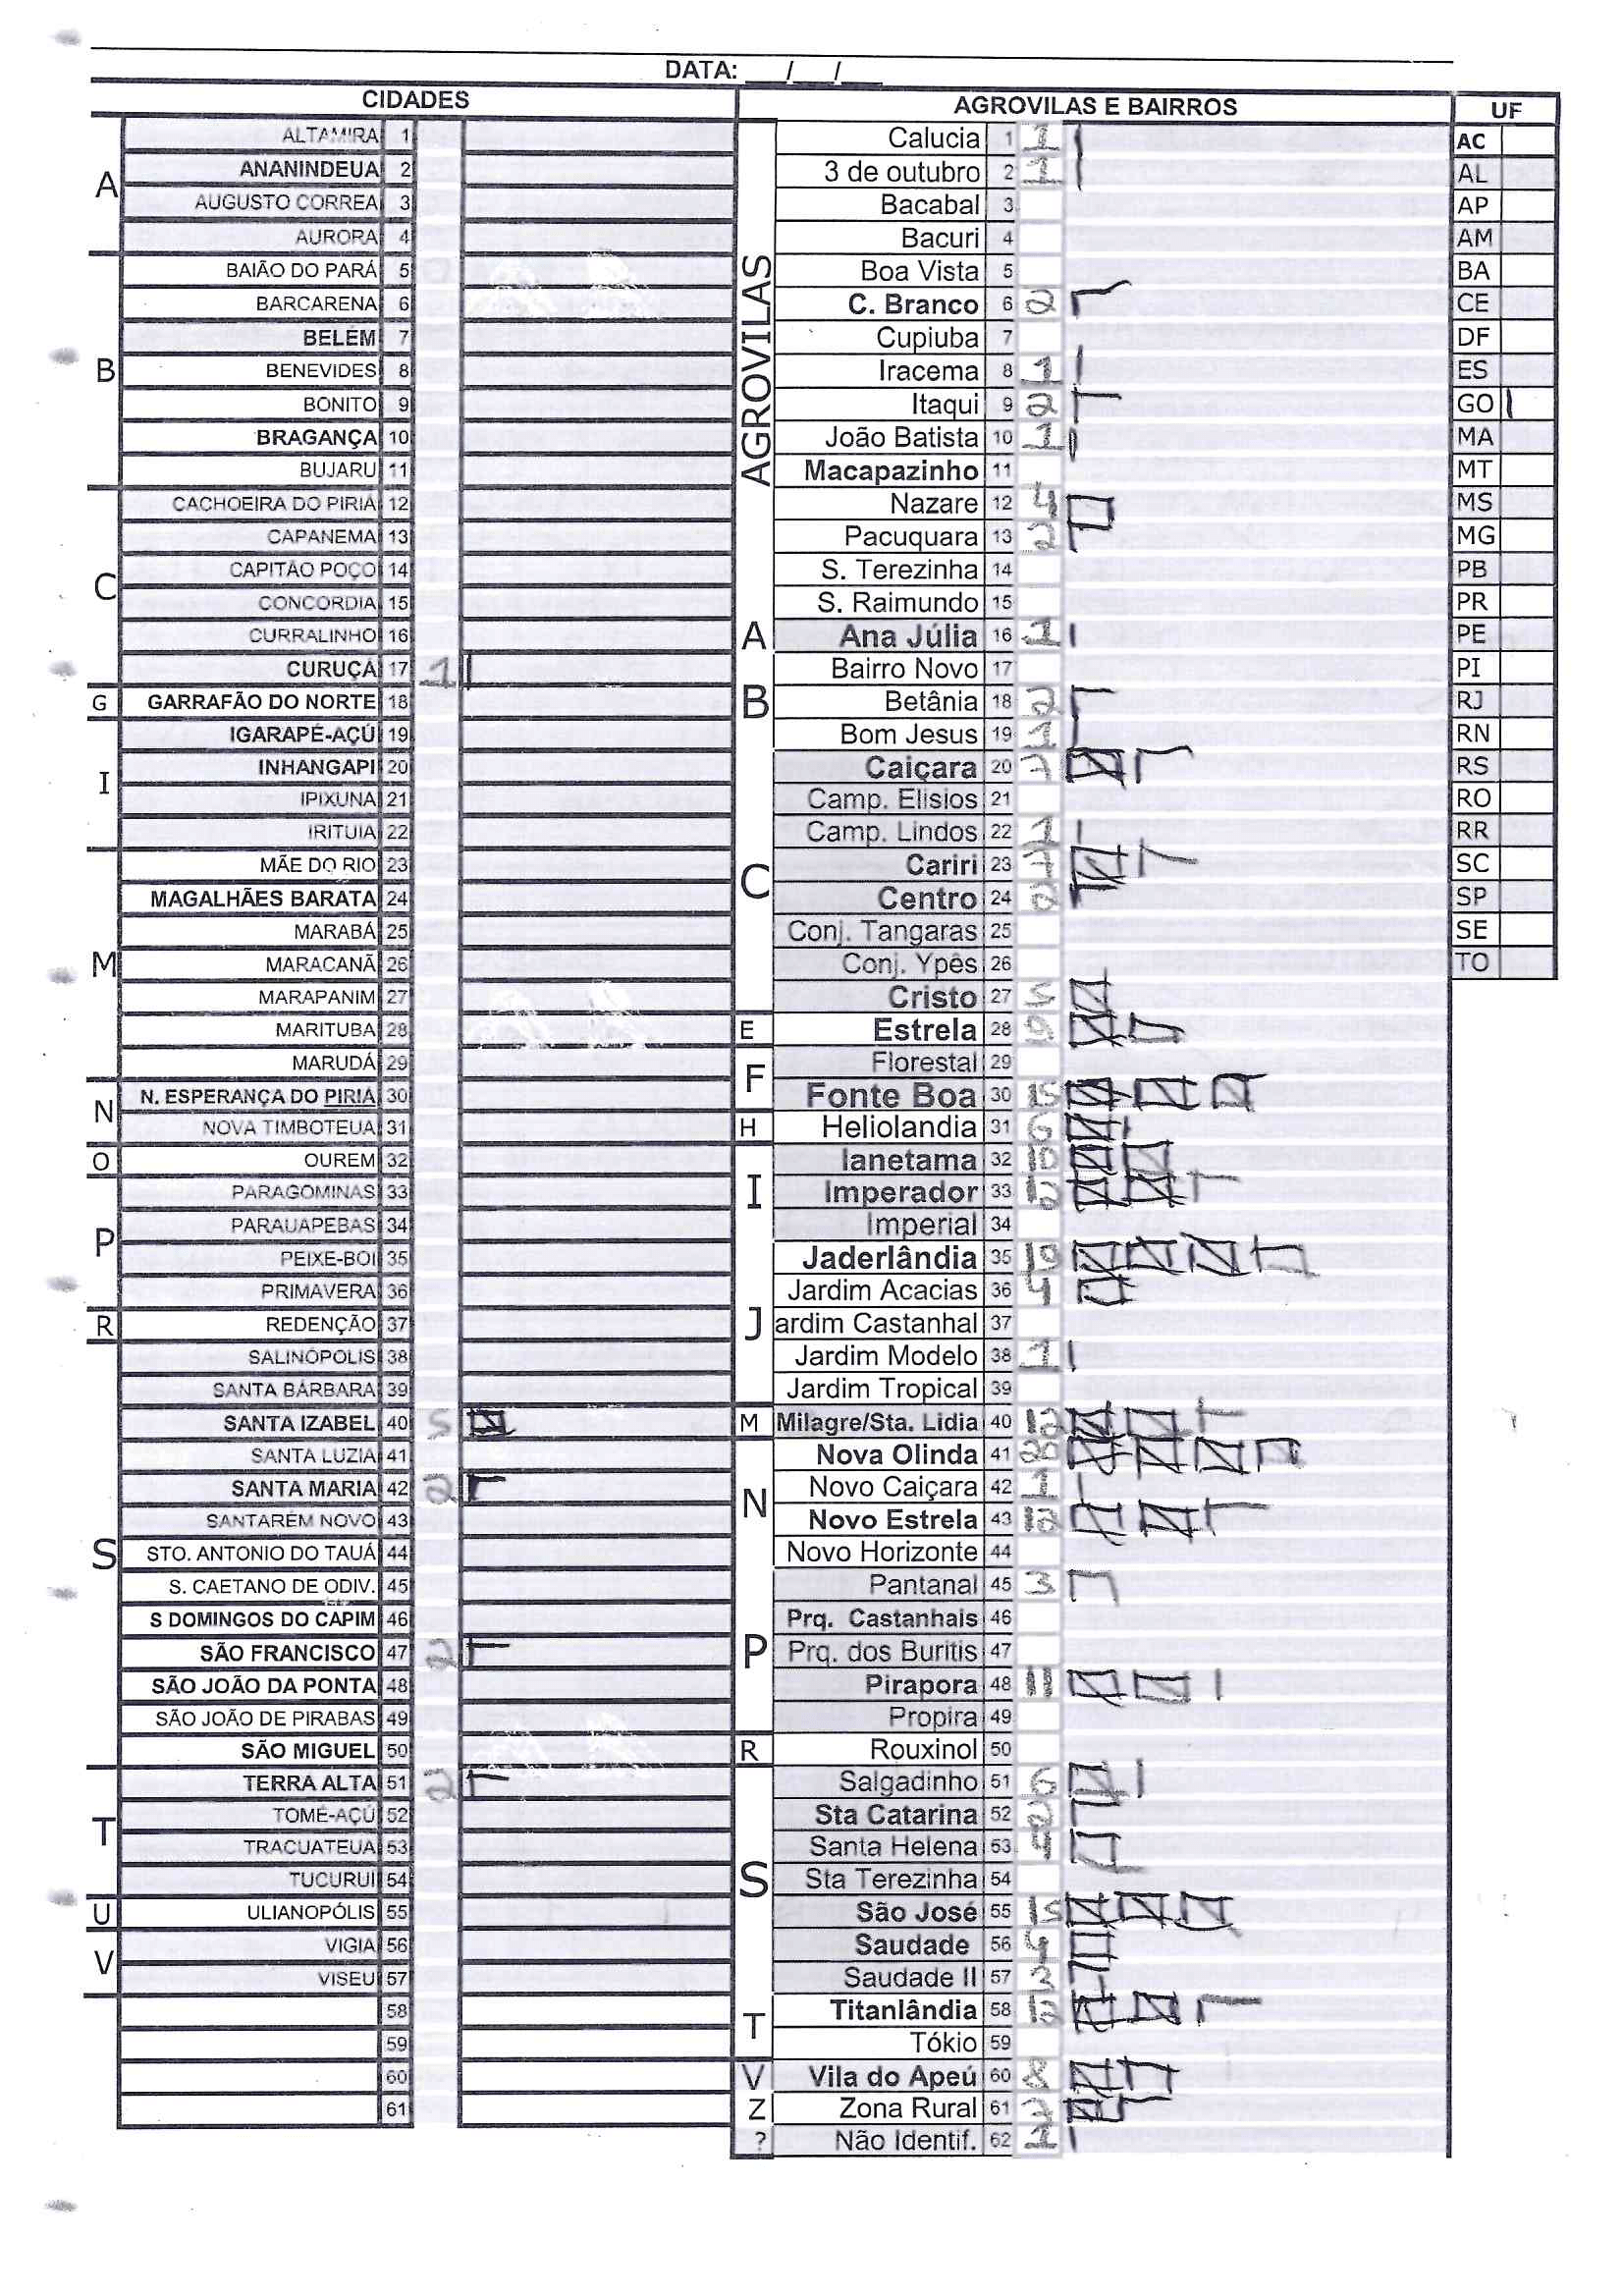 DATA: __/__/__
CIDADES
A
ALTAMIRA 1
ANANINDEUA 2
AUGUSTO CORREA 3
AURORA 4
B
BAIÃO DO PARÁ 5
BARCARENA 6
BELÉM 7
BENEVIDES 8
BONITO 9
BRAGANÇA 10
BUJARU 11
C
CACHOEIRA DO PIRIÁ 12
CAPANEMA 13
CAPITÃO POÇO 14
CONCORDIA 15
CURRALINHO 16
CURUÇÁ 17 1
G
GARRAFÃO DO NORTE 18
I
IGARAPÉ-AÇÚ 19
INHANGAPI 20
IPIXUNA 21
IRITUIA 22
M
MÃE DO RIO 23
MAGALHÃES BARATA 24
MARABÁ 25
MARACANÃ 26
MARAPANIM 27
MARITUBA 28
MARUDÁ 29
N
N. ESPERANÇA DO PIRIA 30
NOVA TIMBOTEUA 31
O
OUREM 32
P
PARAGOMINAS 33
PARAUAPEBAS 34
PEIXE-BOI 35
PRIMAVERA 36
R
REDENÇÃO 37
S
SALINÓPOLIS 38
SANTA BÁRBARA 39
SANTA IZABEL 40 5
SANTA LUZIA 41
SANTA MARIA 42 2
SANTARÉM NOVO 43
STO. ANTONIO DO TAUÁ 44
S. CAETANO DE ODIV. 45
S DOMINGOS DO CAPIM 46
SÃO FRANCISCO 47 2
SÃO JOÃO DA PONTA 48
SÃO JOÃO DE PIRABAS 49
SÃO MIGUEL 50
T
TERRA ALTA 51 2
TOMÉ-AÇÚ 52
TRACUATEUA 53
TUCURUI 54
U
ULIANOPÓLIS 55
V
VIGIA 56
VISEU 57
58
59
60
61
AGROVILAS E BAIRROS
AGROVILAS
Calucia 1 1
3 de outubro 2 1
Bacabal 3
Bacuri 4
Boa Vista 5
C. Branco 6 2
Cupiuba 7
Iracema 8 1
Itaqui 9 2
João Batista 10 1
Macapazinho 11
Nazare 12 4
Pacuquara 13 2
S. Terezinha 14
S. Raimundo 15
A
Ana Júlia 16 1
B
Bairro Novo 17
Betânia 18 2
Bom Jesus 19 1
C
Caiçara 20 7
Camp. Elisios 21
Camp. Lindos 22 1
Cariri 23 7
Centro 24 2
Conj. Tangaras 25
Conj. Ypês 26
Cristo 27 5
E
Estrela 28
F
Florestal 29
Fonte Boa 30 15
H
Heliolandia 31 6
I
Ianetama 32 10
Imperador 33 12
Imperial 34
J
Jaderlândia 35
Jardim Acacias 36 4
ardim Castanhal 37
Jardim Modelo 38 1
Jardim Tropical 39
M
Milagre/Sta. Lidia 40 12
N
Nova Olinda 41 20
Novo Caiçara 42 1
Novo Estrela 43 12
Novo Horizonte 44
P
Pantanal 45 3
Prq. Castanhais 46
Prq. dos Buritis 47
Pirapora 48 11
Propira 49
R
Rouxinol 50
S
Salgadinho 51 6
Sta Catarina 52 2
Santa Helena 53 4
Sta Terezinha 54
São José 55 15
Saudade 56 4
Saudade II 57 3
T
Titanlândia 58 12
Tókio 59
V
Vila do Apeú 60 8
Z
Zona Rural 61
?
Não Identif. 62 1
UF
AC
AL
AP
AM
BA
CE
DF
ES
GO
MA
MT
MS
MG
PB
PR
PE
PI
RJ
RN
RS
RO
RR
SC
SP
SE
TO